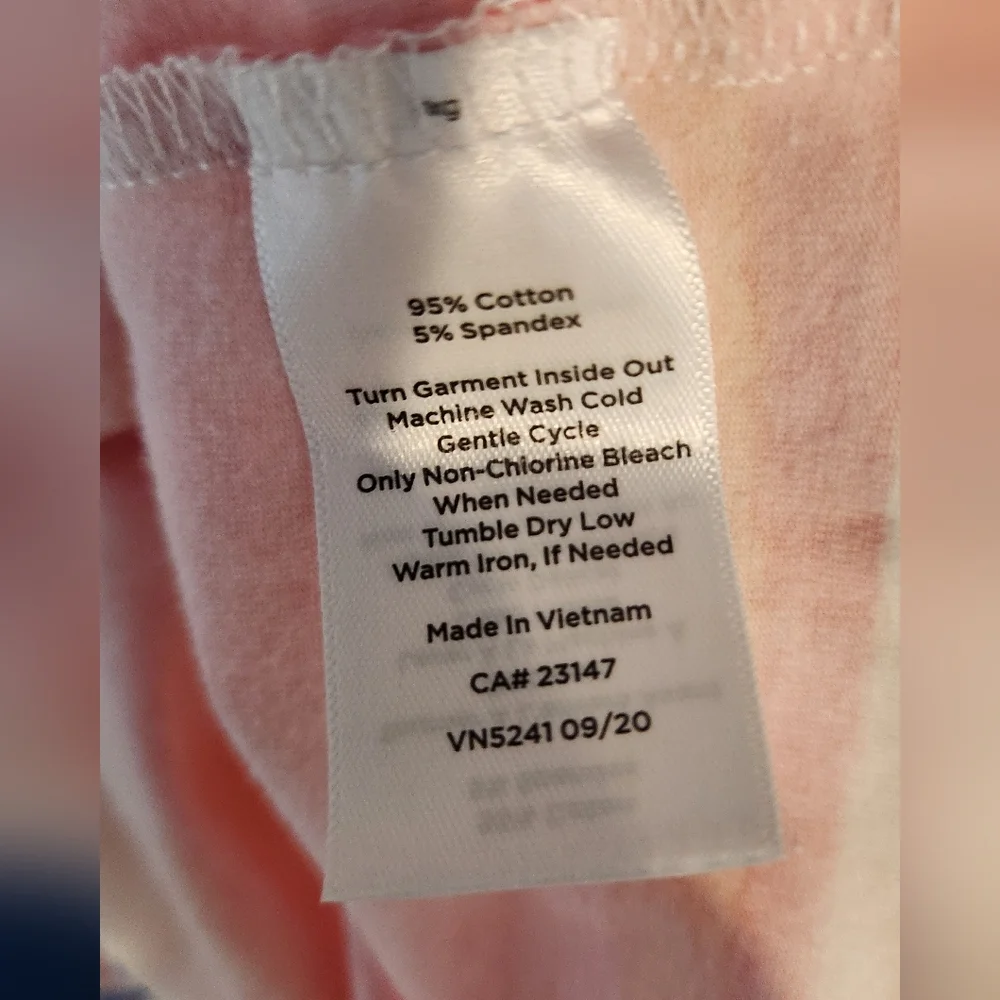 95% Cotton
5% Spandex
Turn Garment Inside Out
Machine Wash Cold
Gentle Cycle
Only Non-Chlorine Bleach
When Needed
Tumble Dry Low
Warm Iron, If Needed
Made In Vietnam
CA# 23147
VN5241 09/20